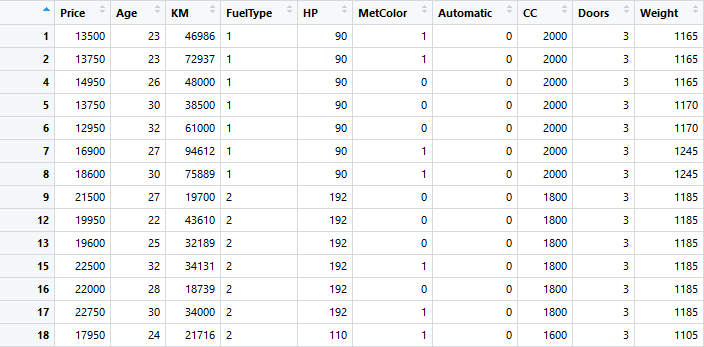 Price Age KM FuelType HP MetColor Automatic CC Doors Weight
1 13500 23 46986 1 90 1 0 2000 3 1165
2 13750 23 72937 1 90 1 0 2000 3 1165
4 14950 26 48000 1 90 0 0 2000 3 1165
5 13750 30 38500 1 90 0 0 2000 3 1170
6 12950 32 61000 1 90 0 0 2000 3 1170
7 16900 27 94612 1 90 1 0 2000 3 1245
8 18600 30 75889 1 90 1 0 2000 3 1245
9 21500 27 19700 2 192 0 0 1800 3 1185
12 19950 22 43610 2 192 0 0 1800 3 1185
13 19600 25 32189 2 192 0 0 1800 3 1185
15 22500 32 34131 2 192 1 0 1800 3 1185
16 22000 28 18739 2 192 0 0 1800 3 1185
17 22750 30 34000 2 192 1 0 1800 3 1185
18 17950 24 21716 2 110 1 0 1600 3 1105